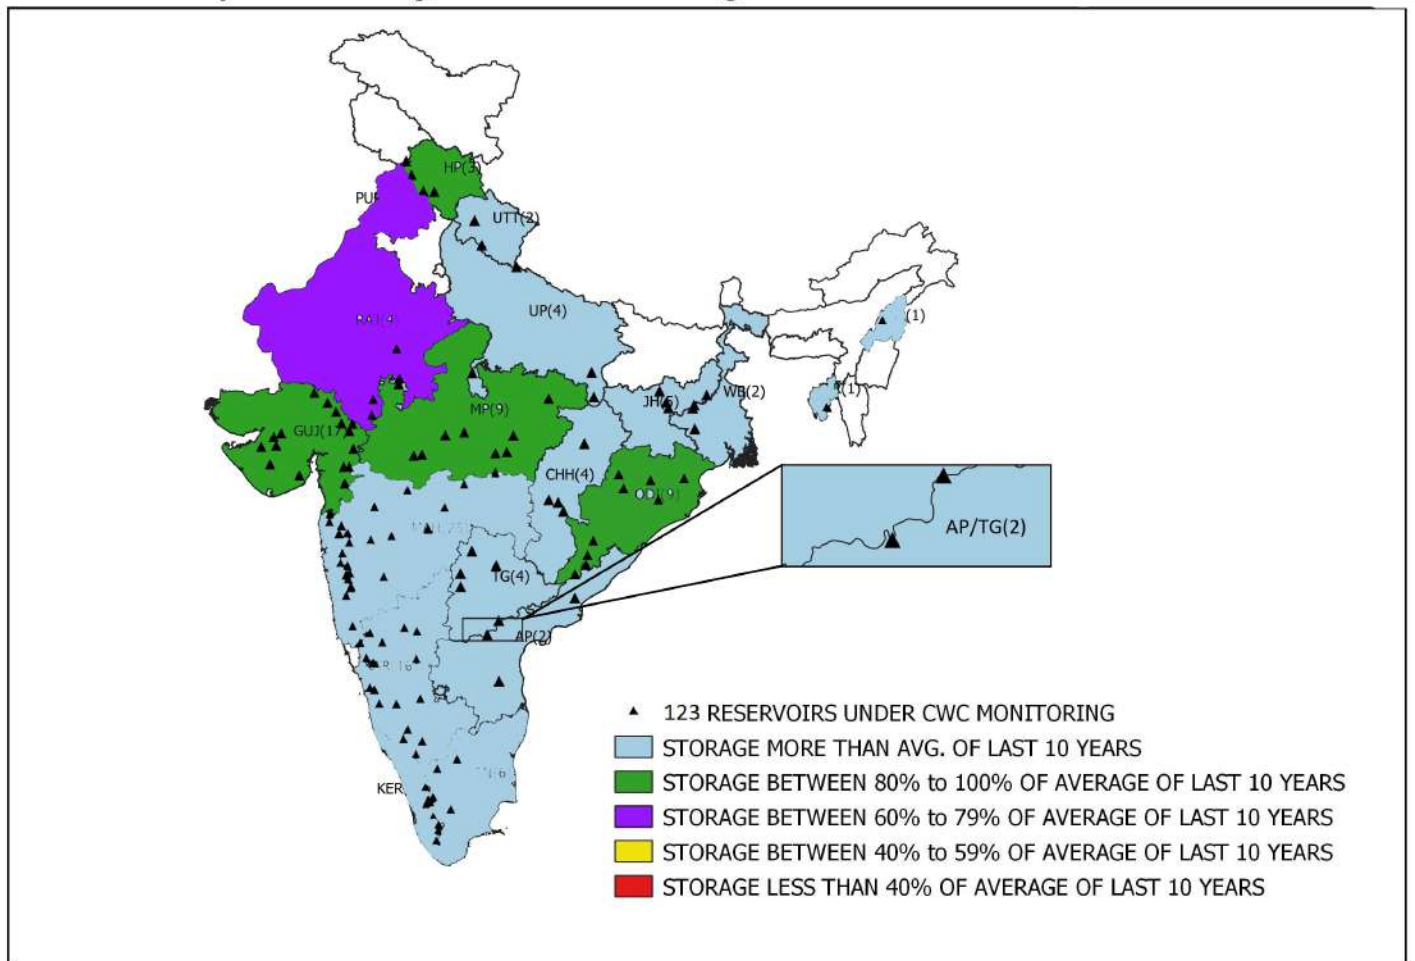 HP(3)
PU
UTT(2)
UP(4)
(1)
(1)
WB(2)
JH(5)
MP(9)
GUJ(17)
CHH(4)
AP/TG(2)
TG(4)
AP(2)
KER
123 RESERVOIRS UNDER CWC MONITORING
STORAGE MORE THAN AVG. OF LAST 10 YEARS
STORAGE BETWEEN 80% to 100% OF AVERAGE OF LAST 10 YEARS
STORAGE BETWEEN 60% to 79% OF AVERAGE OF LAST 10 YEARS
STORAGE BETWEEN 40% to 59% OF AVERAGE OF LAST 10 YEARS
STORAGE LESS THAN 40% OF AVERAGE OF LAST 10 YEARS